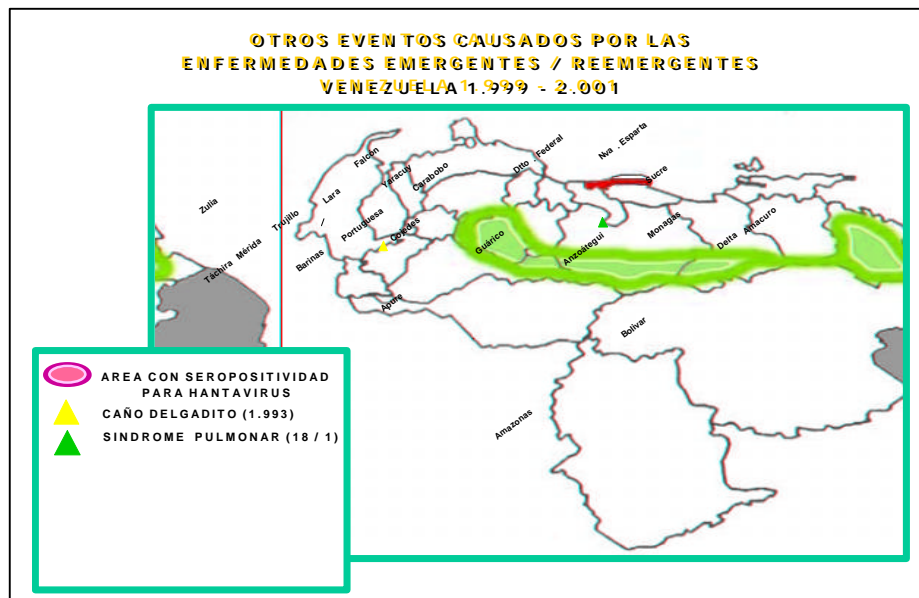 OTROS EVENTOS CAUSADOS POR LAS
ENFERMEDADES EMERGENTES / REEMERGENTES
VENEZUELA 1.999 - 2.001
Zulia
Falcón
Lara
/
Yaracuy
Carabobo
Dtto . Federal
Nva . Esparta
Sucre
Táchira
Mérida
Trujillo
Barinas
Portuguesa
Cojedes
Guárico
Anzoátegui
Monagas
Delta Amacuro
Apure
Bolívar
Amazonas
AREA CON SEROPOSITIVIDAD
PARA HANTAVIRUS
CAÑO DELGADITO (1.993)
SINDROME PULMONAR (18 / 1)